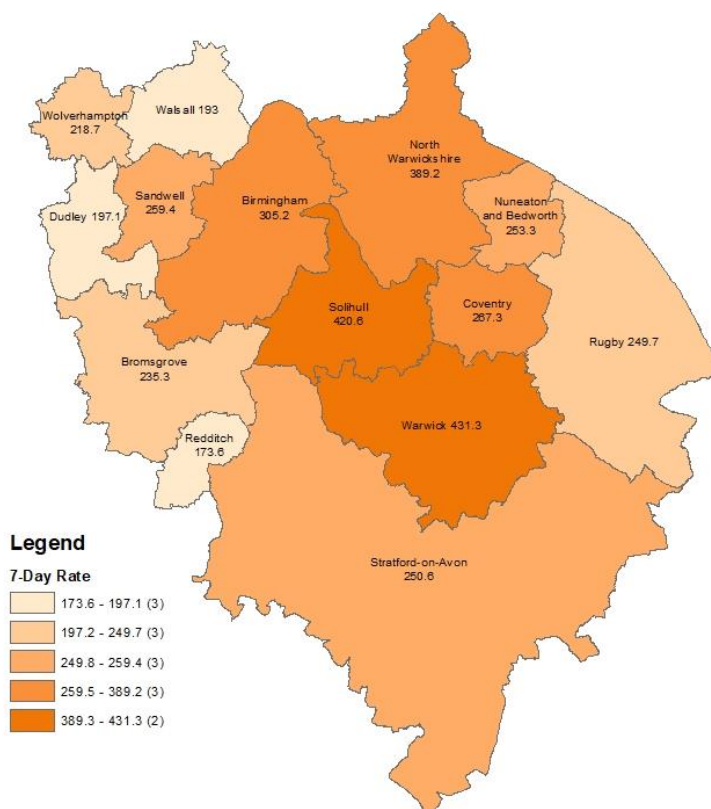 Wolverhampton
218.7
Walsall 193
North
Warwickshire
389.2
Sandwell
259.4
Birmingham
305.2
Nuneaton
and Bedworth
253.3
Dudley 197.1
Solihull
420.6
Coventry
267.3
Rugby 249.7
Bromsgrove
235.3
Warwick 431.3
Redditch
173.6
Stratford-on-Avon
250.6
Legend
7-Day Rate
173.6 - 197.1 (3)
197.2 - 249.7 (3)
249.8 - 259.4 (3)
259.5 - 389.2 (3)
389.3 - 431.3 (2)